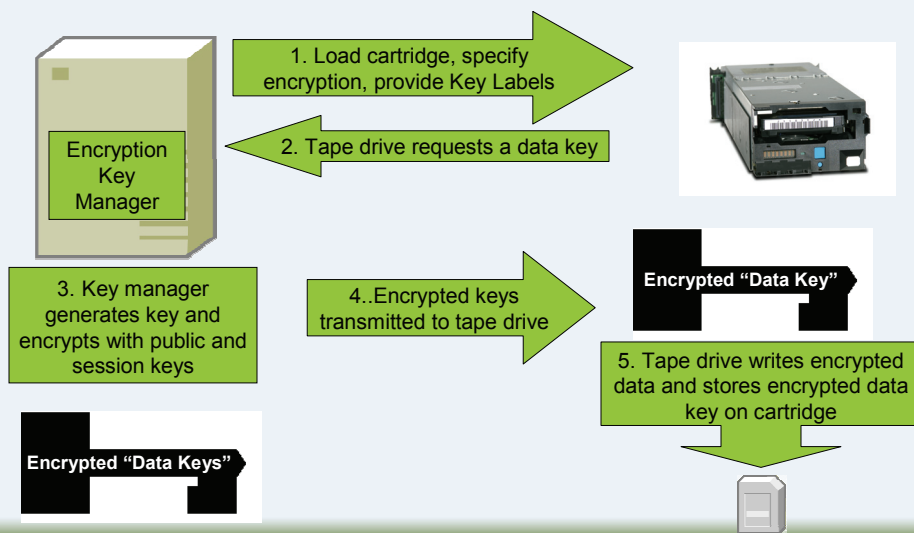 1. Load cartridge, specify
encryption, provide Key Labels
2. Tape drive requests a data key
Encryption
Key
Manager
3. Key manager
generates key and
encrypts with public and
session keys
4..Encrypted keys
transmitted to tape drive
Encrypted “Data Key”
5. Tape drive writes encrypted
data and stores encrypted data
key on cartridge
Encrypted “Data Keys”